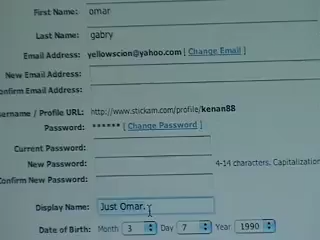 First Name: omar
Last Name: gabry
Email Address: yellowscion@yahoo.com [ Change Email ]
New Email Address:
onfirm Email Address:
sername / Profile URL: http://www.stickam.com/profile/kenan88
Password: ****** [ Change Password ]
Current Password:
New Password: 4-14 characters. Capitalization
Confirm New Password:
Display Name: Just Omar.
Date of Birth: Month 3 Day 7 Year 1990